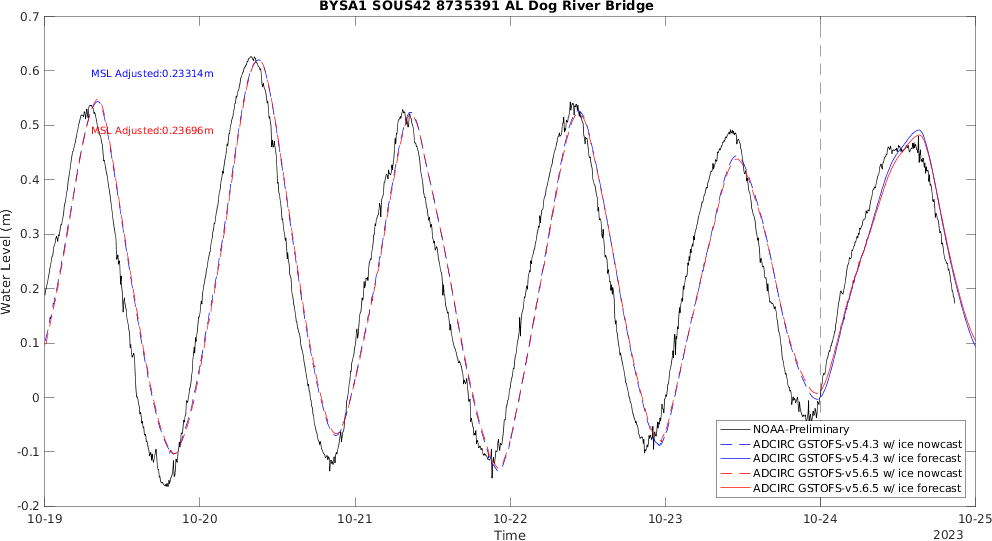 BYSA1 SOUS42 8735391 AL Dog River Bridge
0.7
0.6
0.5
0.4
0.3
0.2
0.1
0
-0.1
-0.2
Water Level (m)
MSL Adjusted:0.23314m
MSL Adjusted:0.23696m
NOAA-Preliminary
ADCIRC GSTOFS-v5.4.3 w/ ice nowcast
ADCIRC GSTOFS-v5.4.3 w/ ice forecast
ADCIRC GSTOFS-v5.6.5 w/ ice nowcast
ADCIRC GSTOFS-v5.6.5 w/ ice forecast
10-19 10-20 10-21 10-22 10-23 10-24 10-25
Time
2023